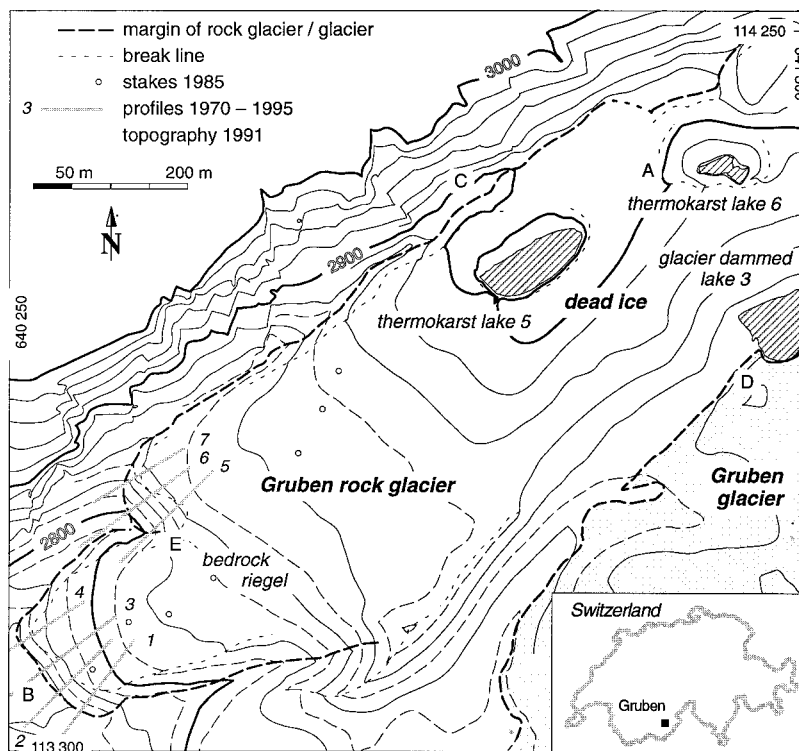 margin of rock glacier / glacier
break line
stakes 1985
3 profiles 1970 – 1995
topography 1991
50 m 200 m
N
3000
114 250
A
C
thermokarst lake 6
2900
glacier dammed
lake 3
640 250
dead ice
thermokarst lake 5
D
7
6
5
Gruben rock glacier
Gruben
glacier
2800
E
bedrock
riegel
4
3
1
Switzerland
Gruben
B
2
113 300